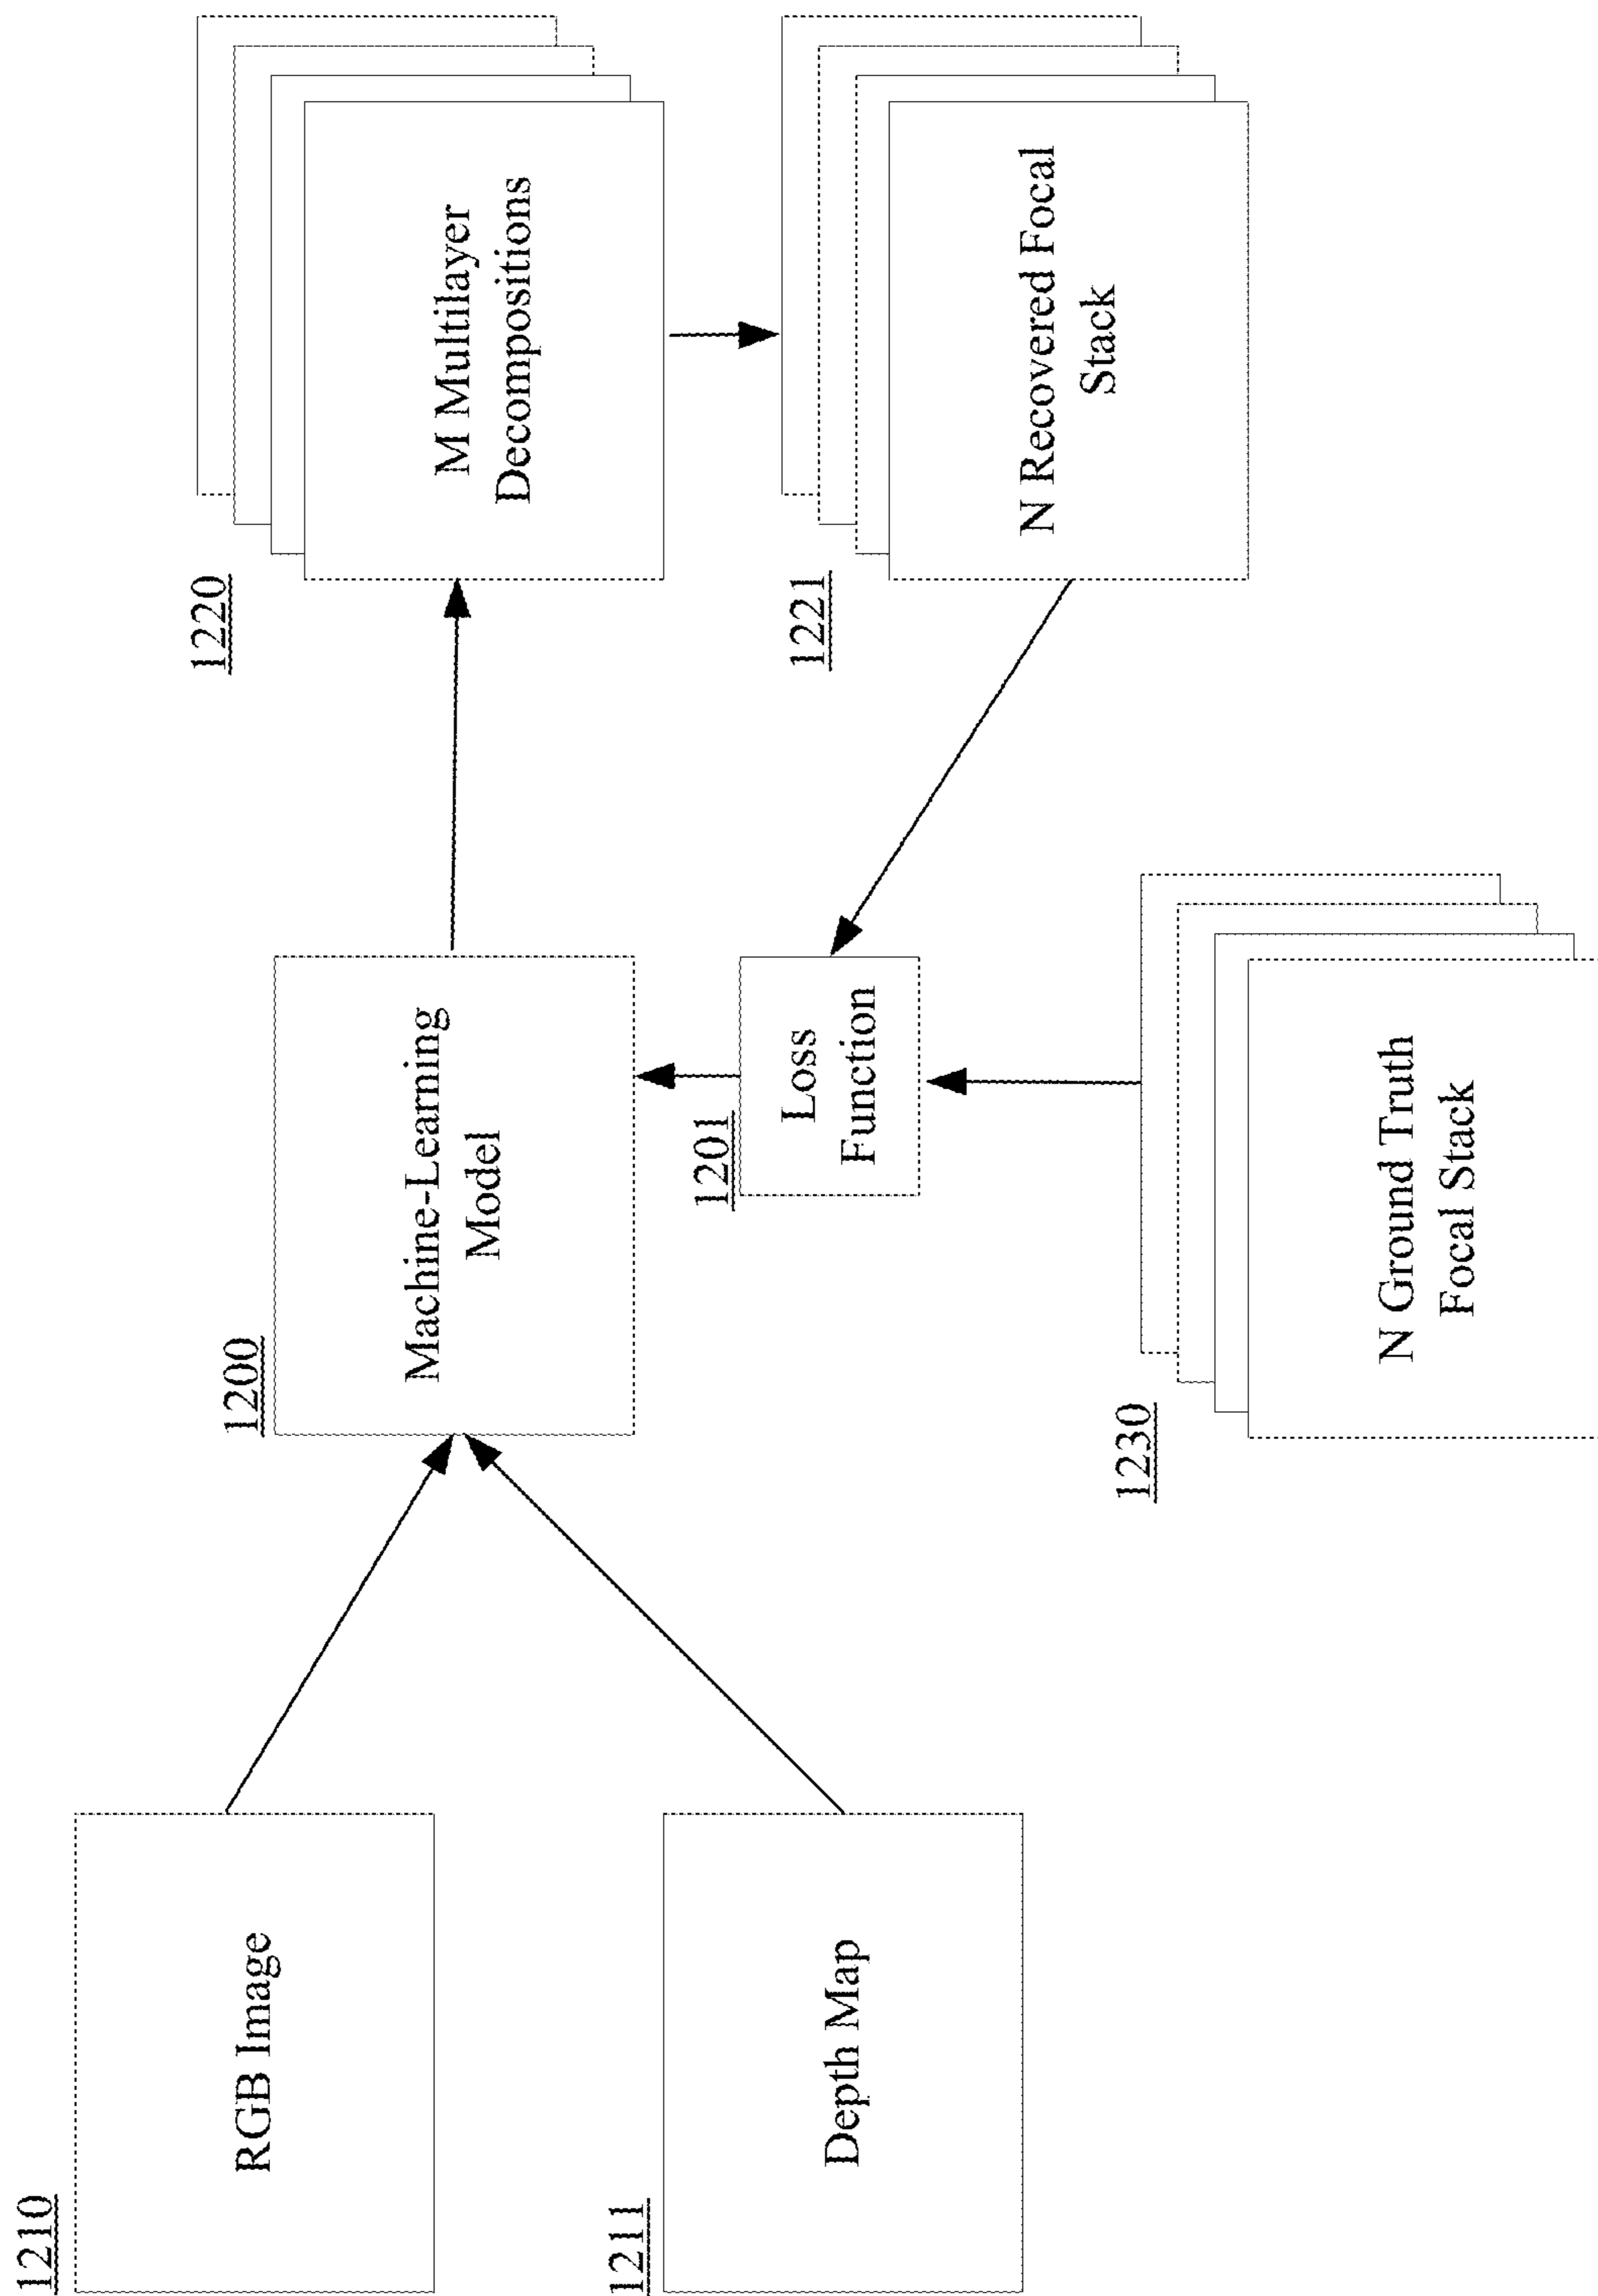 1210
RGB Image
1211
Depth Map
1200
Machine-Learning
Model
1201
Loss
Function
1230
N Ground Truth
Focal Stack
1220
M Multilayer
Decompositions
1221
N Recovered Focal
Stack